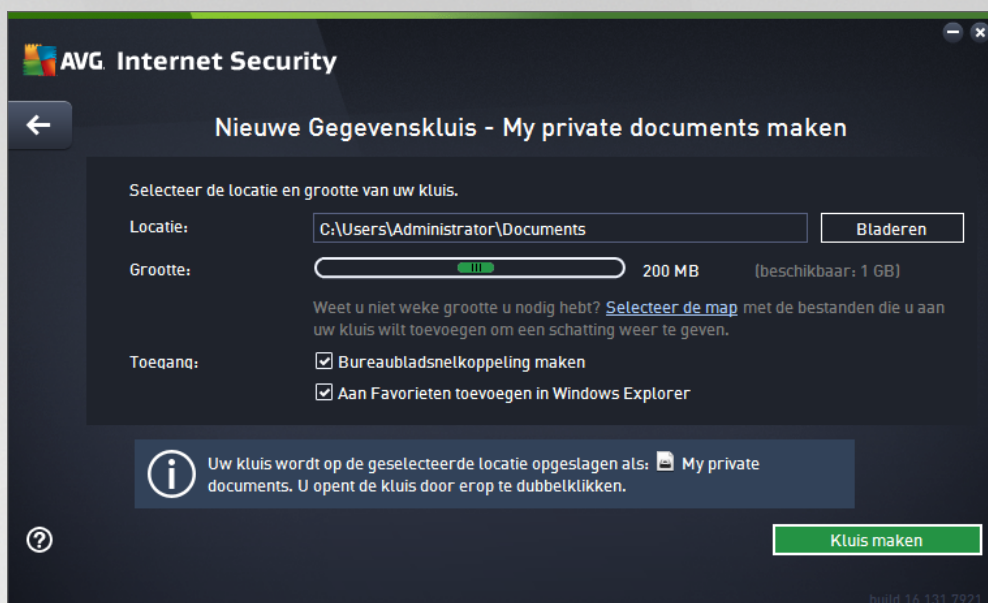 AVG Internet Security
Nieuwe Gegevenskluis - My private documents maken
Selecteer de locatie en grootte van uw kluis.
Locatie:
C:\Users\Administrator\Documents
Bladeren
Grootte:
200 MB
(beschikbaar: 1 GB)
Weet u niet weke grootte u nodig hebt? Selecteer de map met de bestanden die u aan
uw kluis wilt toevoegen om een schatting weer te geven.
Toegang:
Bureaubladsnelkoppeling maken
Aan Favorieten toevoegen in Windows Explorer
Uw kluis wordt op de geselecteerde locatie opgeslagen als: My private
documents. U opent de kluis door erop te dubbelklikken.
Kluis maken
build 16.131.7921